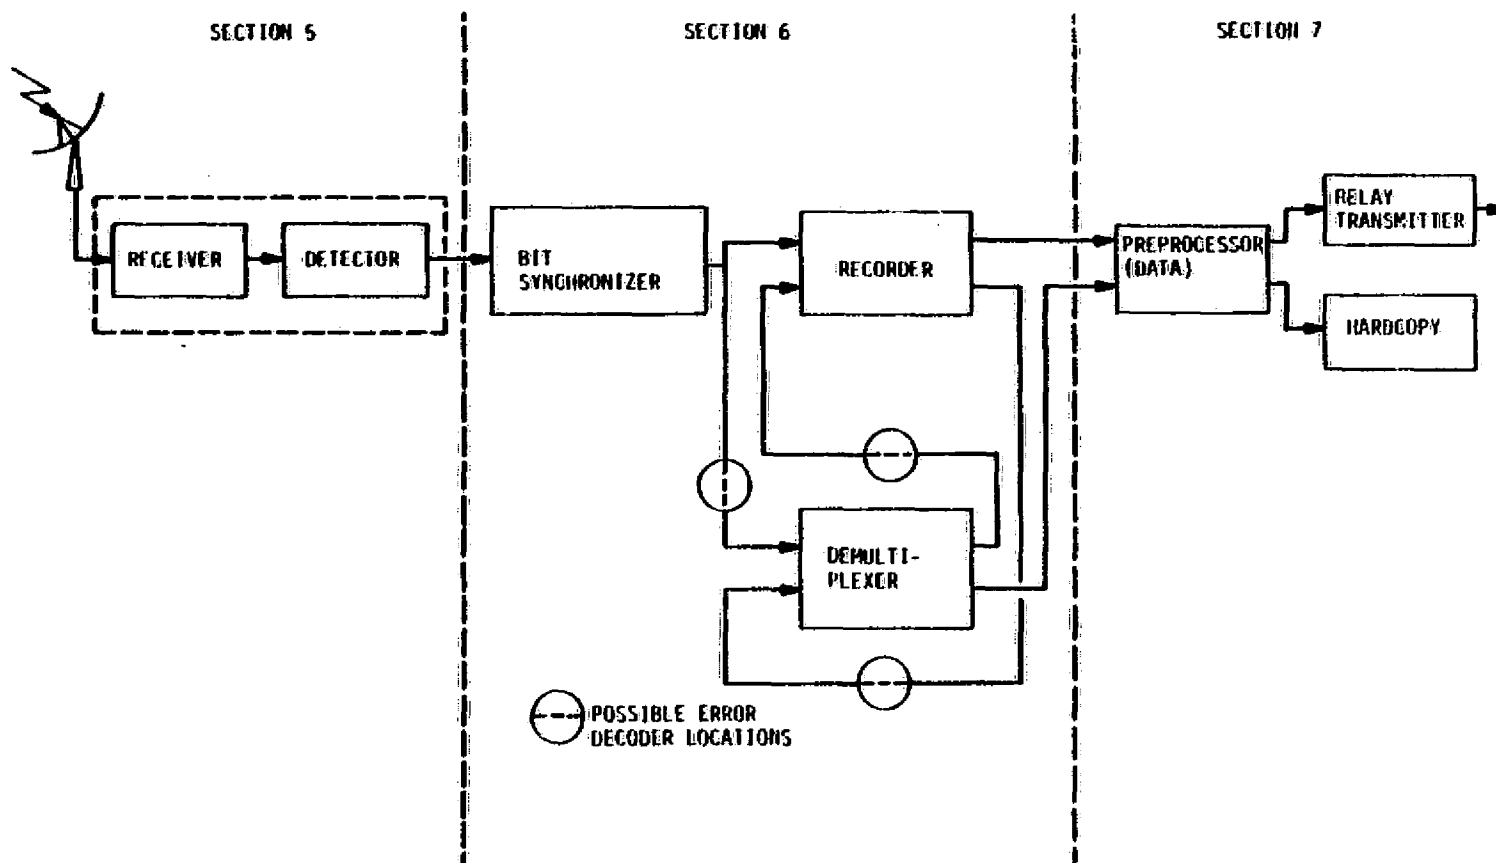 SECTION 5
SECTION 6
SECTION 7
RECEIVER
DETECTOR
BIT
SYNCHRONIZER
RECORDER
PREPROCESSOR
(DATA)
RELAY
TRANSMITTER
HARDCOPY
DEMULTI-
PLEXER
POSSIBLE ERROR
DECODER LOCATIONS